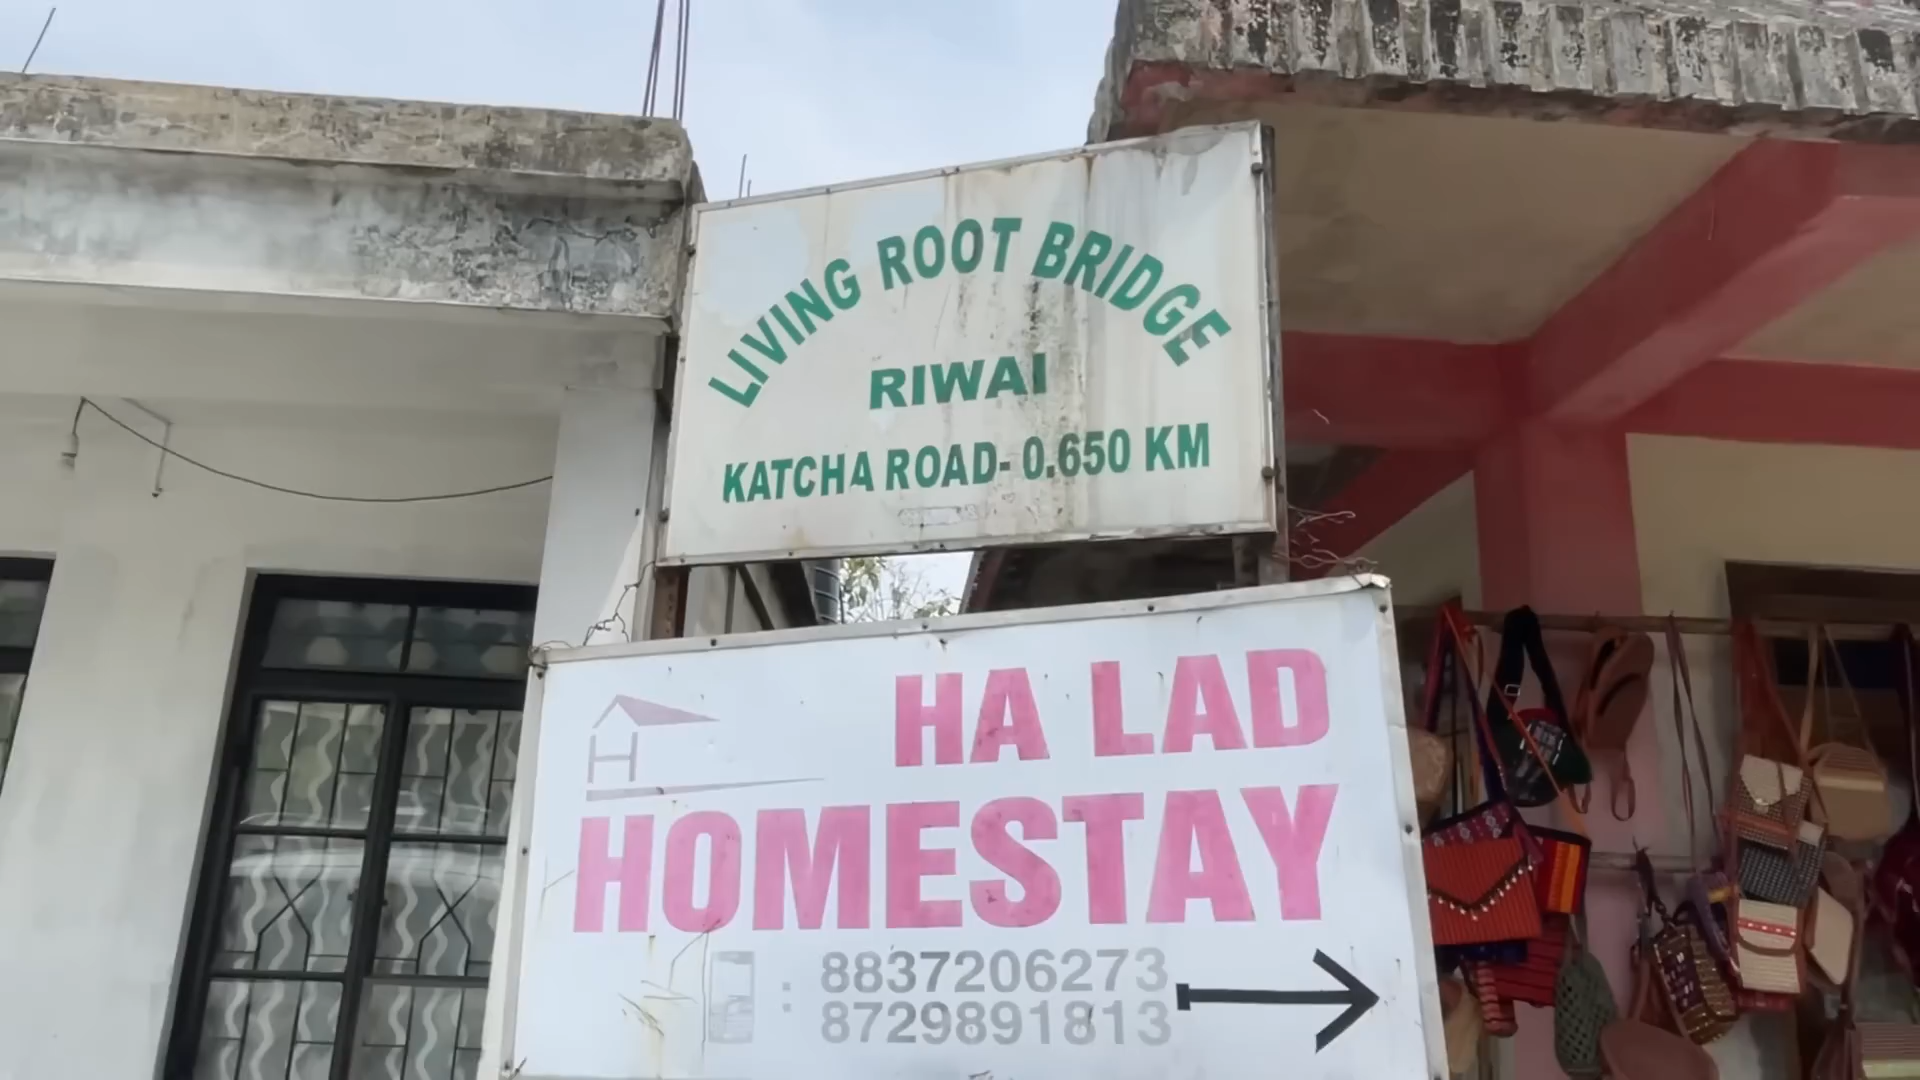 LIVING ROOT BRIDGE
RIWAI
KATCHA ROAD- 0.650 KM
HA LAD
HOMESTAY
: 8837206273
8729891813